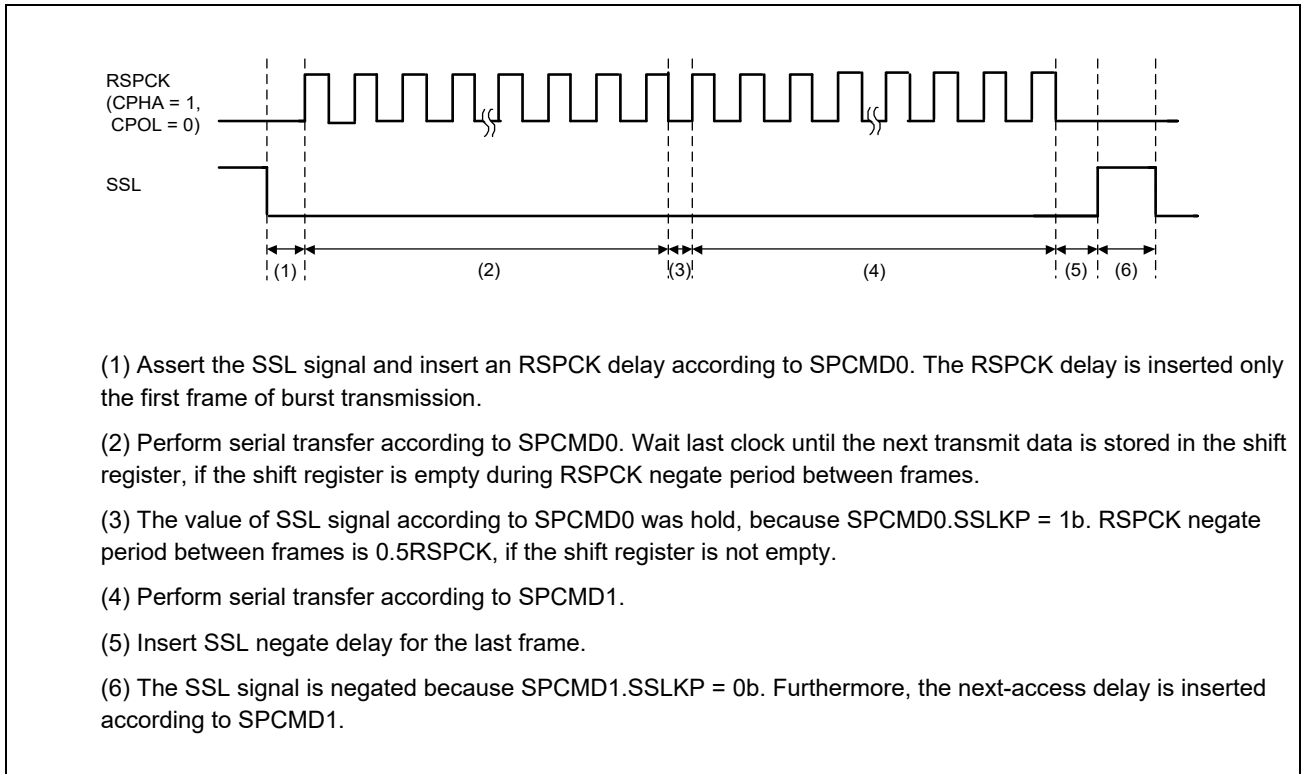 RSPCK
(CPHA = 1,
CPOL = 0)
SSL
(1)
(2)
(3)
(4)
(5)
(6)
(1) Assert the SSL signal and insert an RSPCK delay according to SPCMD0. The RSPCK delay is inserted only
the first frame of burst transmission.
(2) Perform serial transfer according to SPCMD0. Wait last clock until the next transmit data is stored in the shift
register, if the shift register is empty during RSPCK negate period between frames.
(3) The value of SSL signal according to SPCMD0 was hold, because SPCMD0.SSLKP = 1b. RSPCK negate
period between frames is 0.5RSPCK, if the shift register is not empty.
(4) Perform serial transfer according to SPCMD1.
(5) Insert SSL negate delay for the last frame.
(6) The SSL signal is negated because SPCMD1.SSLKP = 0b. Furthermore, the next-access delay is inserted
according to SPCMD1.